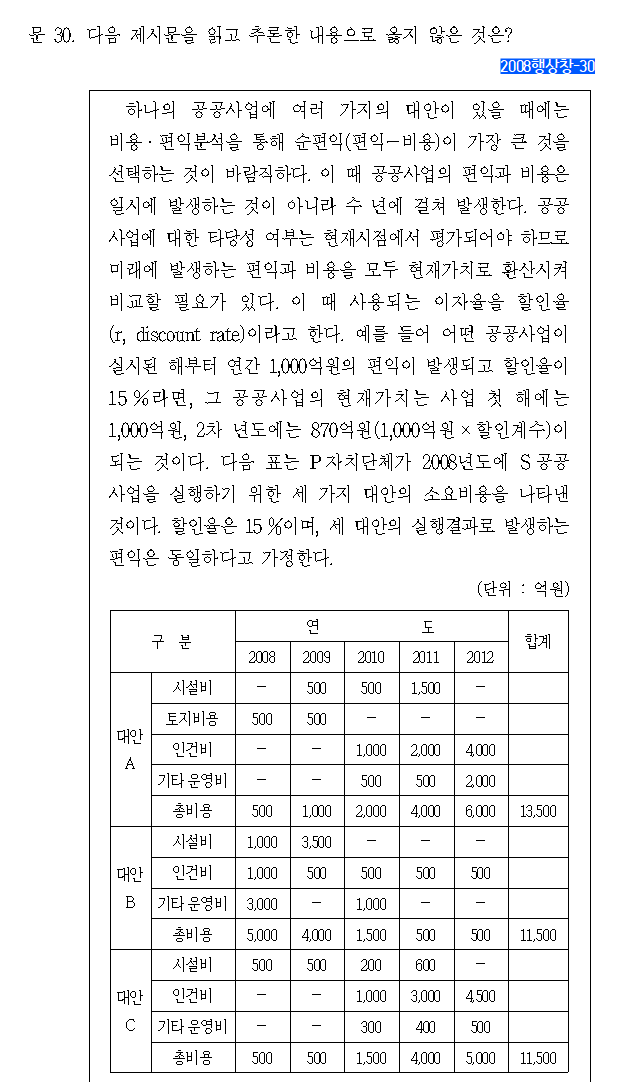 문 30. 다음 제시문을 읽고 추론한 내용으로 옳지 않은 것은?
2008행상창-30
하나의 공공사업에 여러 가지의 대안이 있을 때에는
비용·편익분석을 통해 순편익(편익-비용)이 가장 큰 것을
선택하는 것이 바람직하다. 이 때 공공사업의 편익과 비용은
일시에 발생하는 것이 아니라 수 년에 걸쳐 발생한다. 공공
사업에 대한 타당성 여부는 현재시점에서 평가되어야 하므로
미래에 발생하는 편익과 비용을 모두 현재가치로 환산시켜
비교할 필요가 있다. 이 때 사용되는 이자율을 할인율
(r, discount rate)이라고 한다. 예를 들어 어떤 공공사업이
실시된 해부터 연간 1,000억원의 편익이 발생되고 할인율이
15 %라면, 그 공공사업의 현재가치는 사업 첫 해에는
1,000억원, 2차 년도에는 870억원(1,000억원 × 할인계수)이
되는 것이다. 다음 표는 P자치단체가 2008년도에 S공공
사업을 실행하기 위한 세 가지 대안의 소요비용을 나타낸
것이다. 할인율은 15 %이며, 세 대안의 실행결과로 발생하는
편익은 동일하다고 가정한다.
(단위 : 억원)
구 분 연 도 합계
2008 2009 2010 2011 2012
대안 A
시설비 - 500 500 1,500 -
토지비용 500 500 - - -
인건비 - - 1,000 2,000 4,000
기타 운영비 - - 500 500 2,000
총비용 500 1,000 2,000 4,000 6,000 13,500
대안 B
시설비 1,000 3,500 - - -
인건비 1,000 500 500 500 500
기타 운영비 3,000 - 1,000 - -
총비용 5,000 4,000 1,500 500 500 11,500
대안 C
시설비 500 500 200 600 -
인건비 - - 1,000 3,000 4,500
기타 운영비 - - 300 400 500
총비용 500 500 1,500 4,000 5,000 11,500